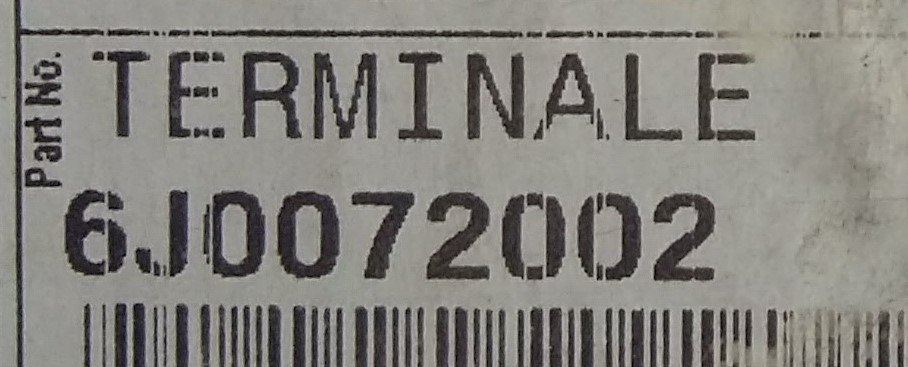 Part No.
TERMINALE
6J0072002